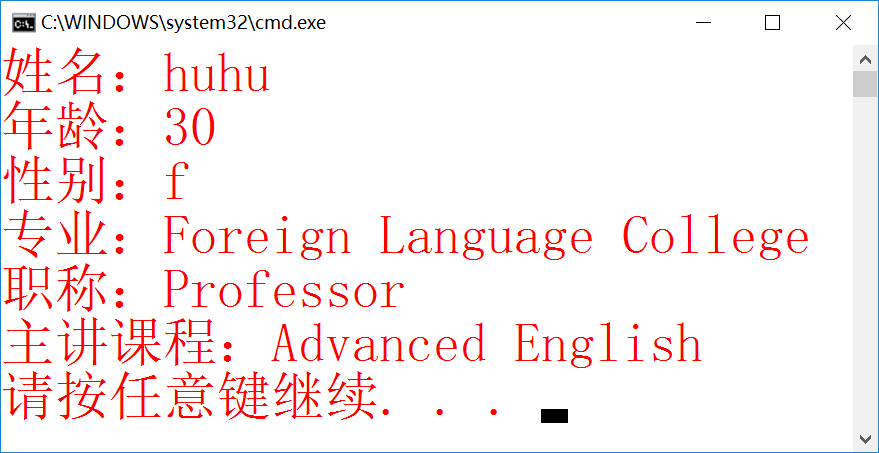 C:\WINDOWS\system32\cmd.exe
姓名：huhu
年龄：30
性别：f
专业：Foreign Language College
职称：Professor
主讲课程：Advanced English
请按任意键继续. . .